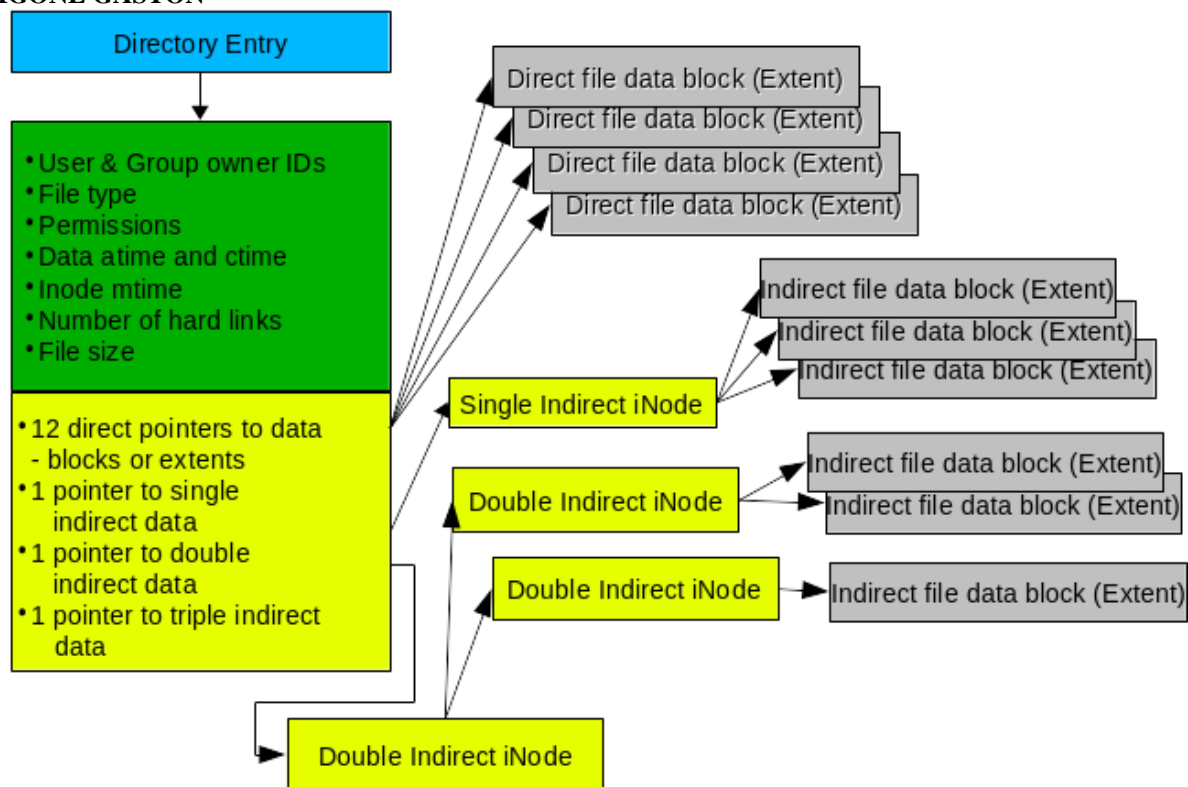 GASTON
Directory Entry
• User & Group owner IDs
• File type
• Permissions
• Data atime and ctime
• Inode mtime
• Number of hard links
• File size
• 12 direct pointers to data
- blocks or extents
• 1 pointer to single
indirect data
• 1 pointer to double
indirect data
• 1 pointer to triple indirect
data
Direct file data block (Extent)
Direct file data block (Extent)
Direct file data block (Extent)
Direct file data block (Extent)
Single Indirect iNode
Indirect file data block (Extent)
Indirect file data block (Extent)
Indirect file data block (Extent)
Double Indirect iNode
Indirect file data block (Extent)
Indirect file data block (Extent)
Double Indirect iNode
Indirect file data block (Extent)
Double Indirect iNode